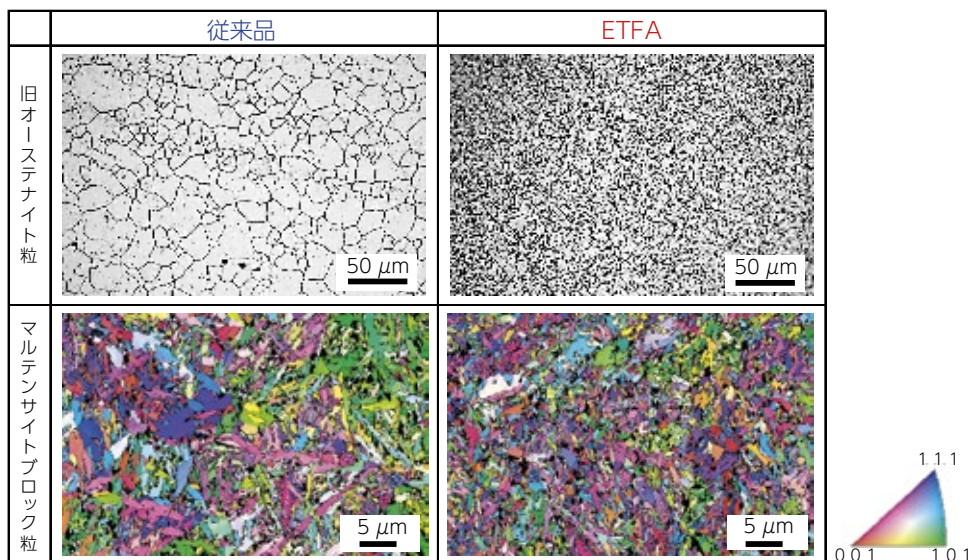 従来品
ETFA
旧オーステナイト粒
50 μm
50 μm
マルテンサイトブロック粒
5 μm
5 μm
1 1 1
0 0 1
1 0 1